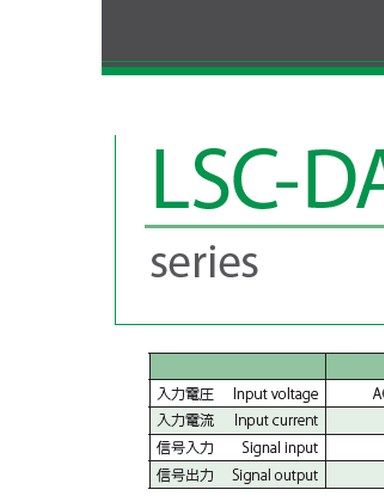 LSC-DA
series
入力電圧 Input voltage
入力電流 Input current
信号入力 Signal input
信号出力 Signal output